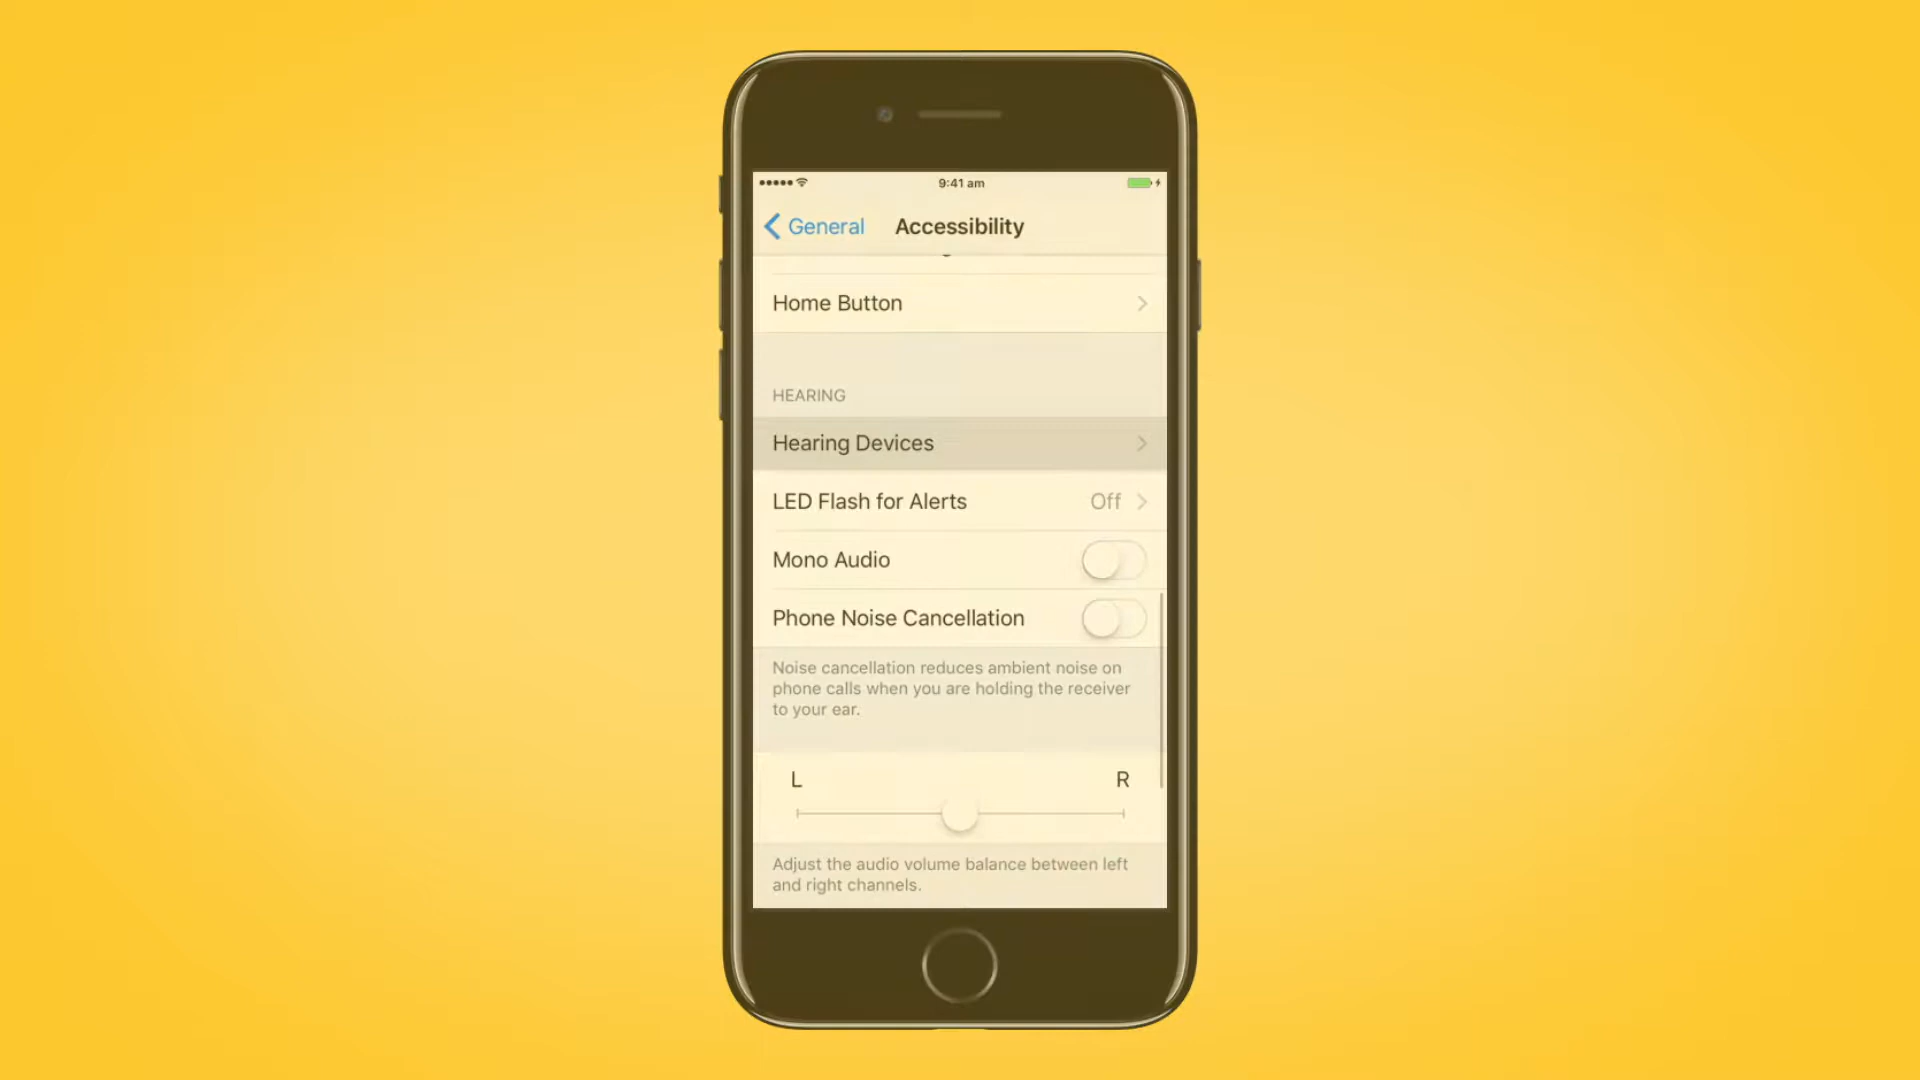 9:41 am
General Accessibility
Home Button
HEARING
Hearing Devices
LED Flash for Alerts Off
Mono Audio
Phone Noise Cancellation
Noise cancellation reduces ambient noise on
phone calls when you are holding the receiver
to your ear.
L R
Adjust the audio volume balance between left
and right channels.